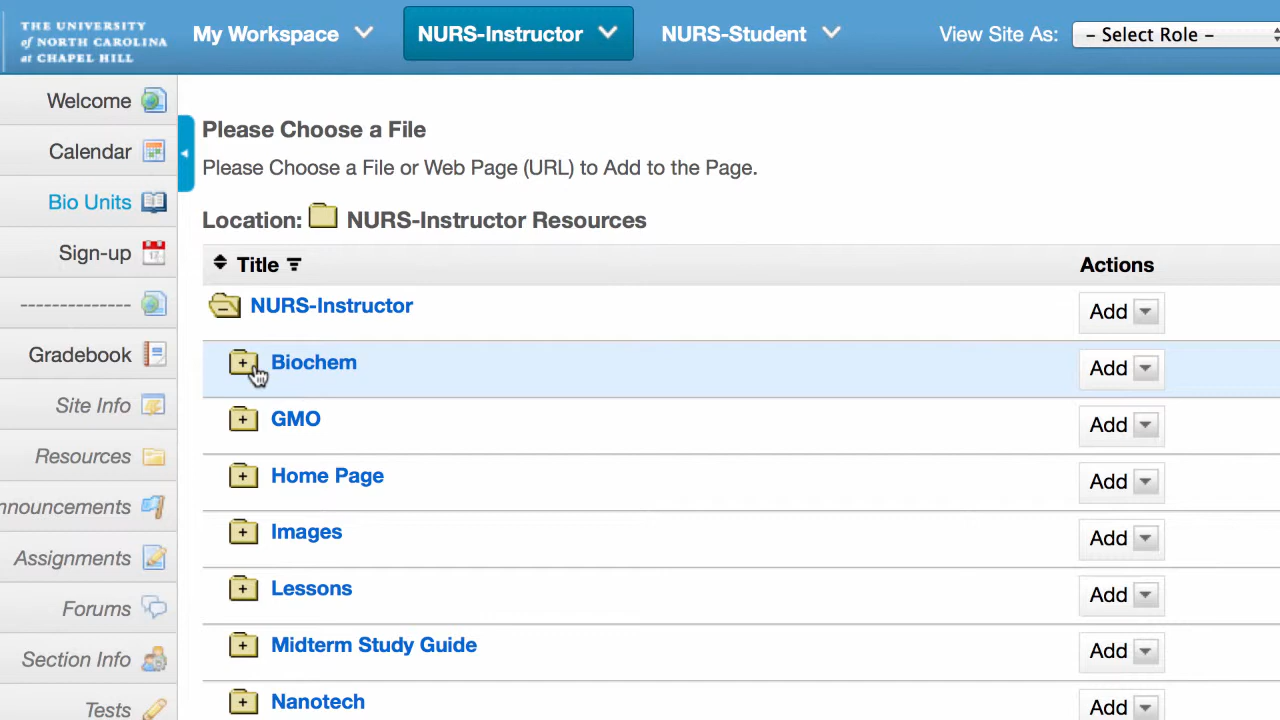 THE UNIVERSITY
of NORTH CAROLINA
at CHAPEL HILL
My Workspace
NURS-Instructor
NURS-Student
View Site As:
– Select Role –
Welcome
Calendar
Bio Units
Sign-up
--------------
Gradebook
Site Info
Resources
nnouncements
Assignments
Forums
Section Info
Tests
Please Choose a File
Please Choose a File or Web Page (URL) to Add to the Page.
Location: NURS-Instructor Resources
Title
Actions
NURS-Instructor
Add
Biochem
Add
GMO
Add
Home Page
Add
Images
Add
Lessons
Add
Midterm Study Guide
Add
Nanotech
Add